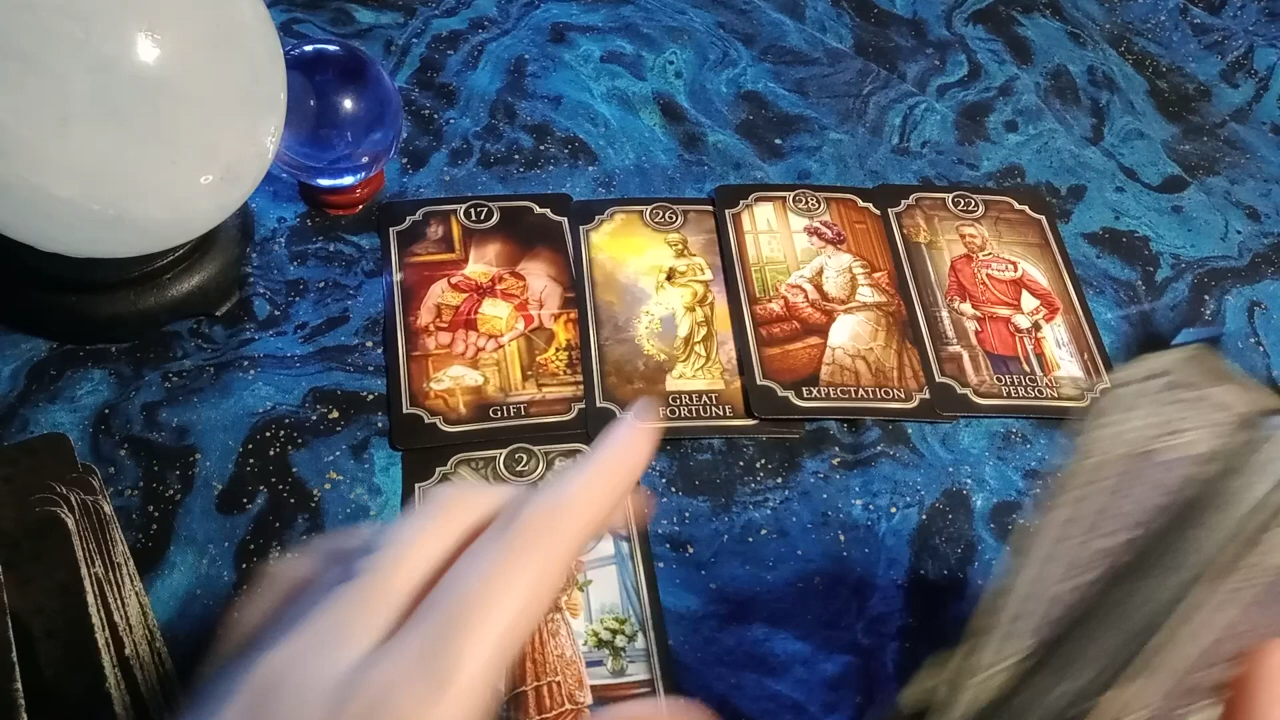 17
GIFT
26
GREAT
FORTUNE
28
EXPECTATION
22
OFFICIAL
PERSON
2